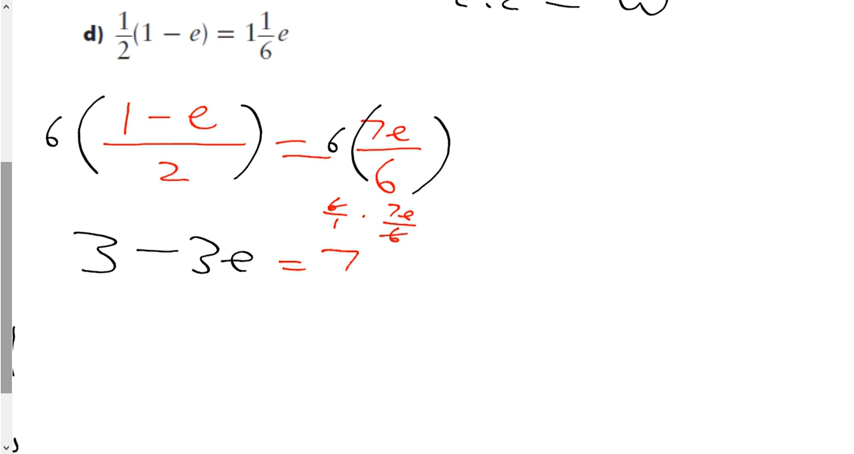 d) 1/2(1 − e) = 1 1/6 e
6((1 − e)/2) = 6(7e/6)
6/1 · 7e/6
3 − 3e = 7